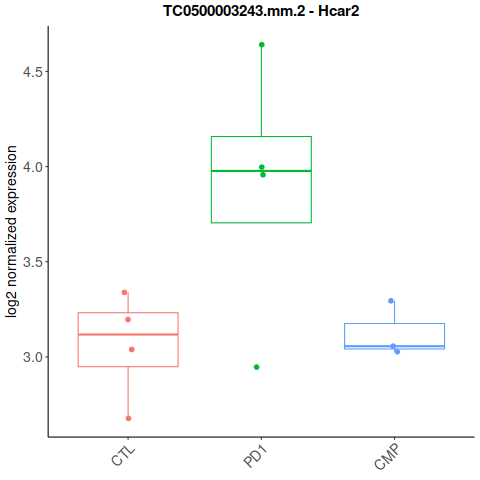 TC0500003243.mm.2 - Hcar2
log2 normalized expression
4.5
4.0
3.5
3.0
CTL
PD1
CMP